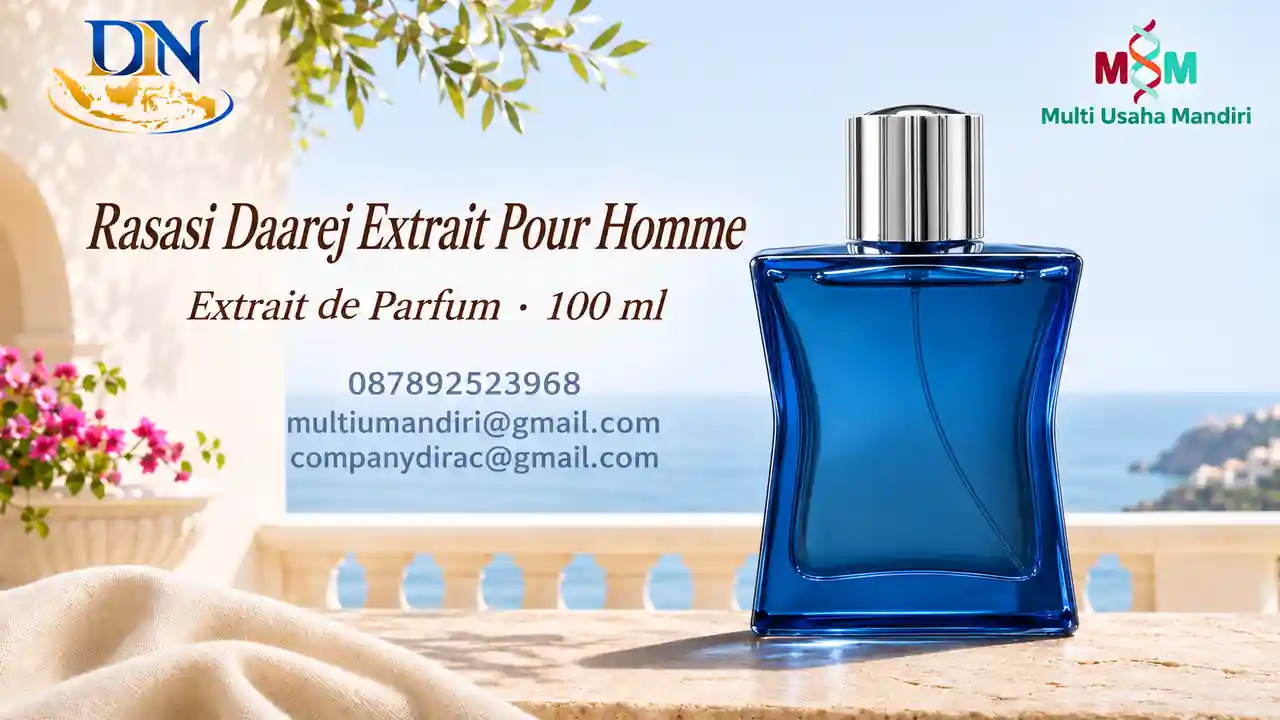 DN
MSM
Multi Usaha Mandiri
Rasasi Daarej Extrait Pour Homme
Extrait de Parfum · 100 ml
087892523968
multiumandiri@gmail.com
companydirac@gmail.com